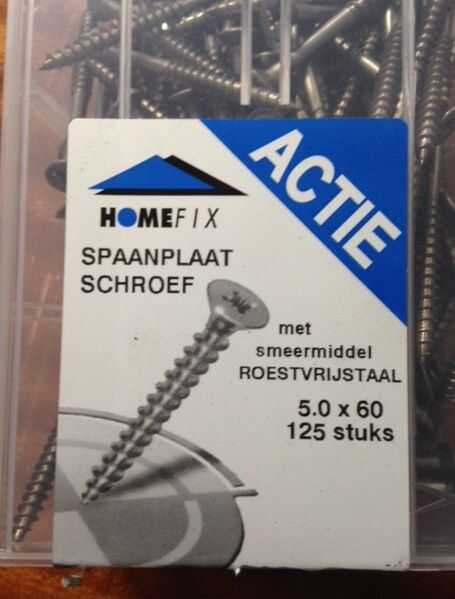 ACTIE
HOMEFIX
SPAANPLAAT
SCHROEF
met
smeermiddel
ROESTVRIJSTAAL
5.0 x 60
125 stuks